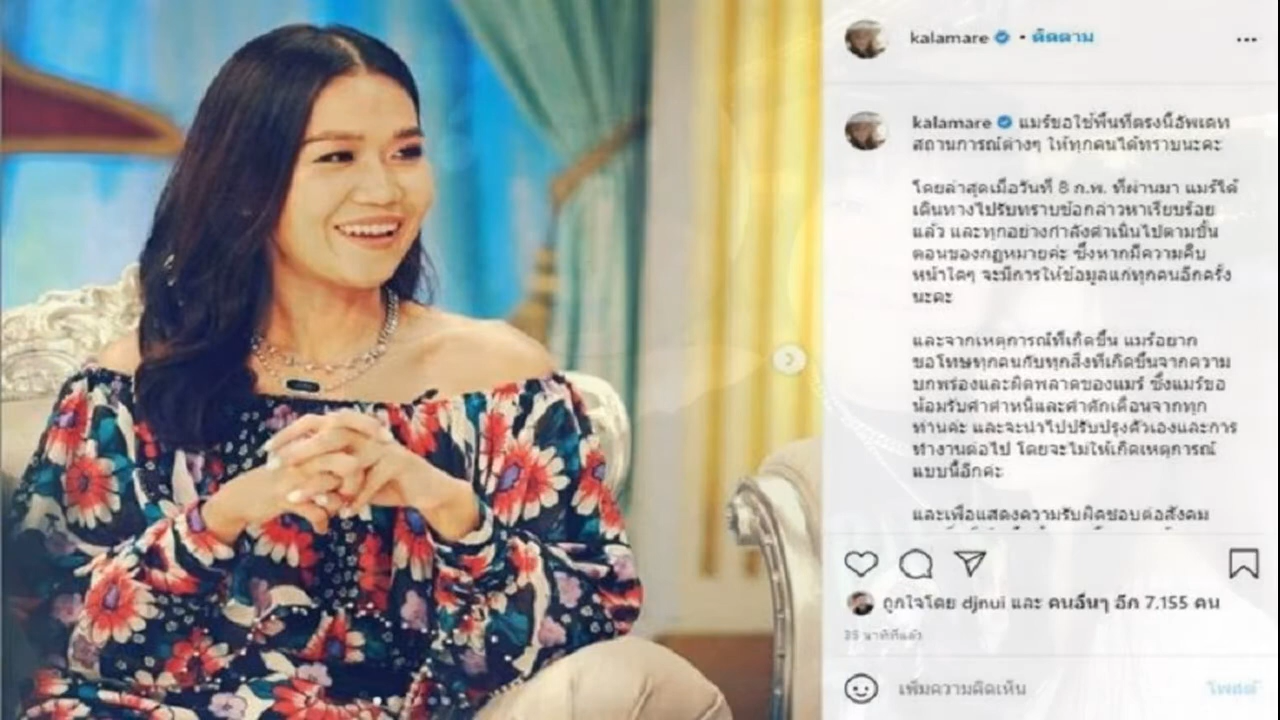 kalamare • ติดตาม
kalamare แมร์ขอใช้พื้นที่ตรงนี้อัพเดท
สถานการณ์ต่างๆ ให้ทุกคนได้ทราบนะคะ
โดยล่าสุดเมื่อวันที่ 8 ก.พ. ที่ผ่านมา แมร์ได้
เดินทางไปรับทราบข้อกล่าวหาเรียบร้อย
แล้ว และทุกอย่างกำลังดำเนินไปตามขั้น
ตอนของกฎหมายค่ะ ซึ่งหากมีความคืบ
หน้าใดๆ จะมีการให้ข้อมูลแก่ทุกคนอีกครั้ง
นะคะ
และจากเหตุการณ์ที่เกิดขึ้น แมร์อยาก
ขอโทษทุกคนกับทุกสิ่งที่เกิดขึ้นจากความ
บกพร่องและผิดพลาดของแมร์ ซึ่งแมร์ขอ
น้อมรับคำตำหนิและคำตักเตือนจากทุก
ท่านค่ะ และจะนำไปปรับปรุงตัวเองและการ
ทำงานต่อไป โดยจะไม่ให้เกิดเหตุการณ์
แบบนี้อีกค่ะ
และเพื่อแสดงความรับผิดชอบต่อสังคม
ถูกใจโดย djnui และ คนอื่นๆ อีก 7,155 คน
35 นาทีที่แล้ว
เพิ่มความคิดเห็น โพสต์